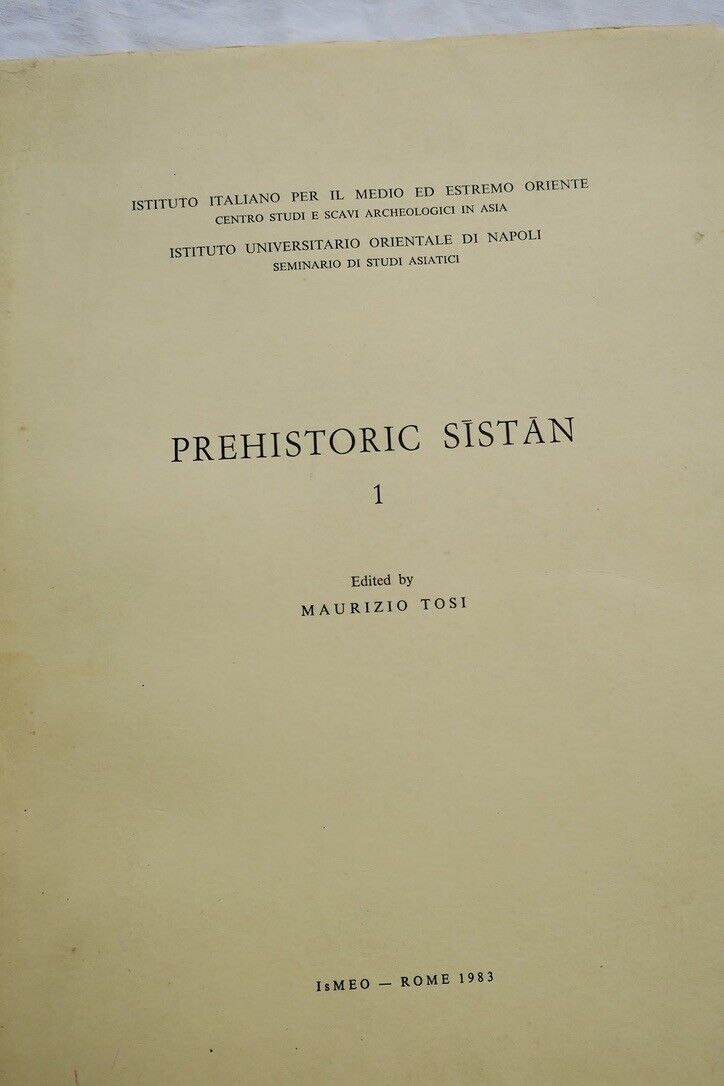 ISTITUTO ITALIANO PER IL MEDIO ED ESTREMO ORIENTE
CENTRO STUDI E SCAVI ARCHEOLOGICI IN ASIA
ISTITUTO UNIVERSITARIO ORIENTALE DI NAPOLI
SEMINARIO DI STUDI ASIATICI
PREHISTORIC SĪSTĀN
1
Edited by
MAURIZIO TOSI
IsMEO — ROME 1983